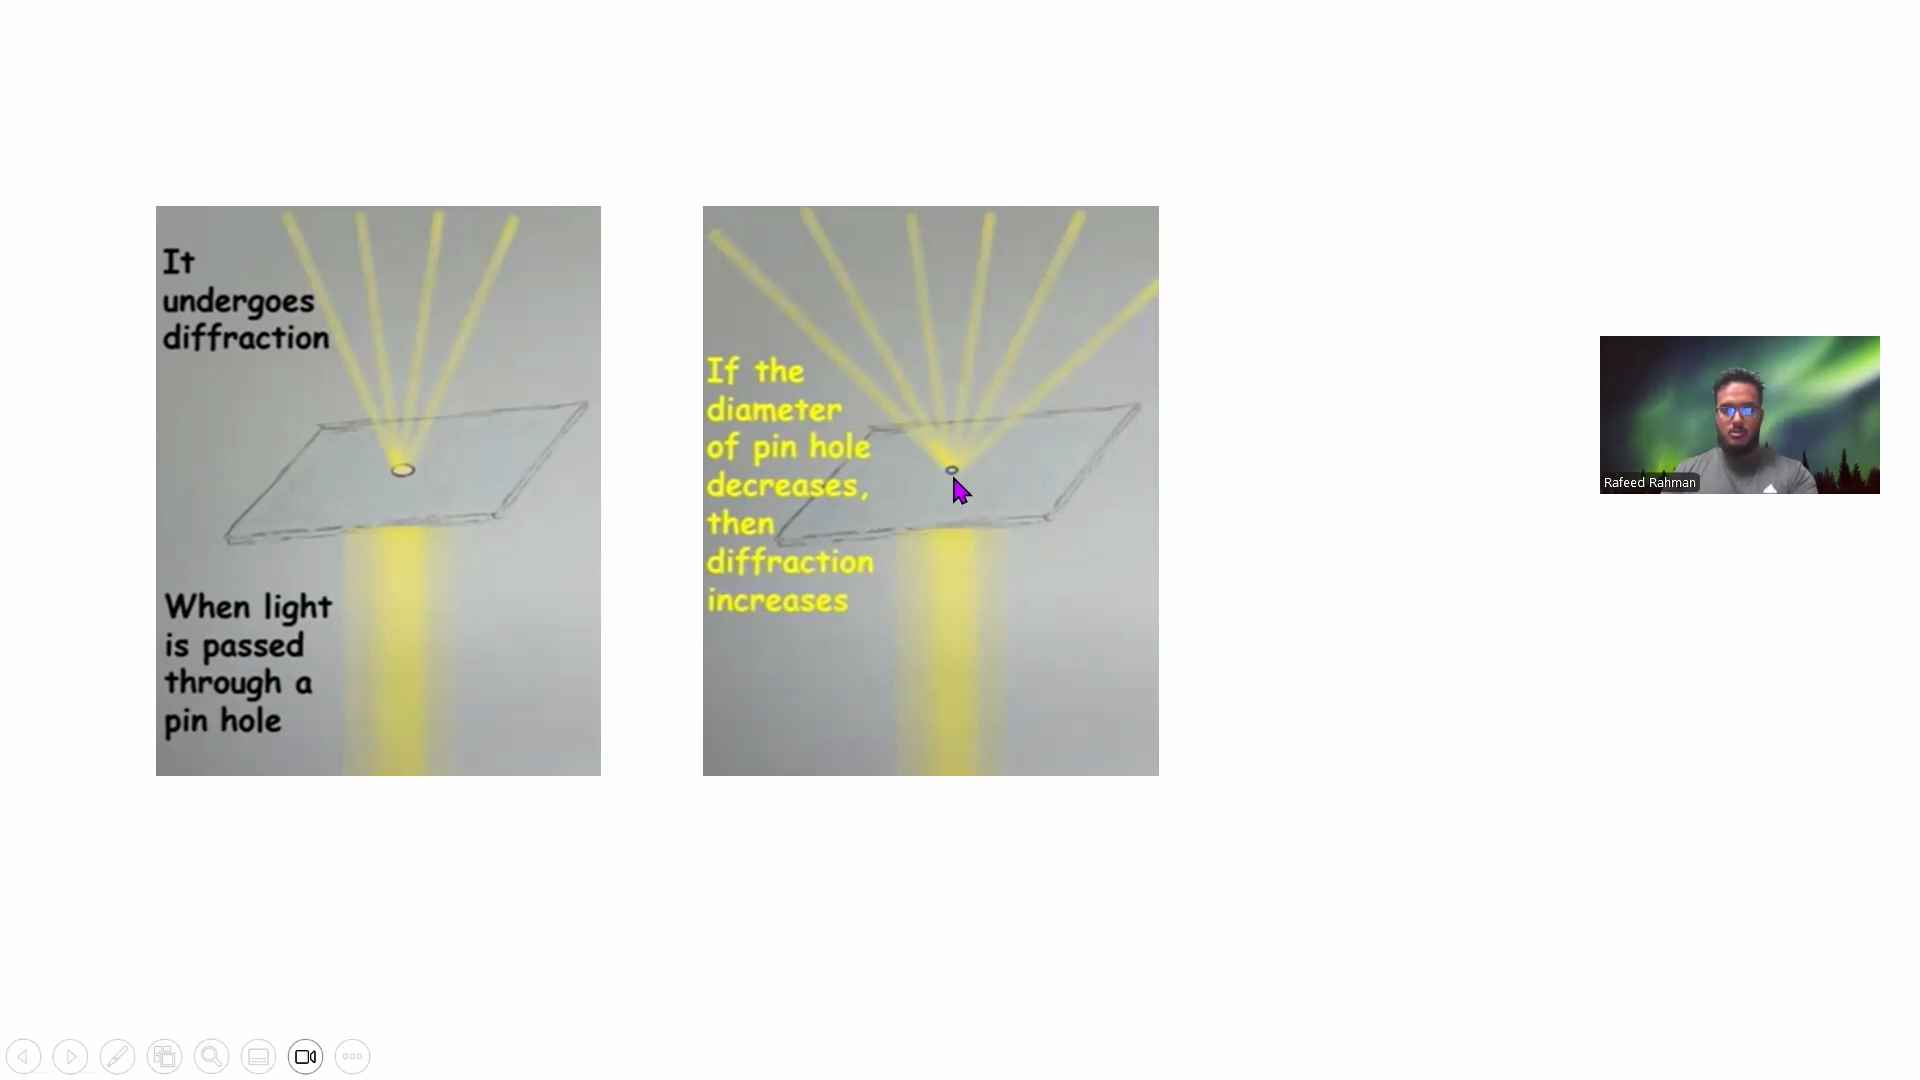 It
undergoes
diffraction
When light
is passed
through a
pin hole
If the
diameter
of pin hole
decreases,
then
diffraction
increases
Rafeed Rahman